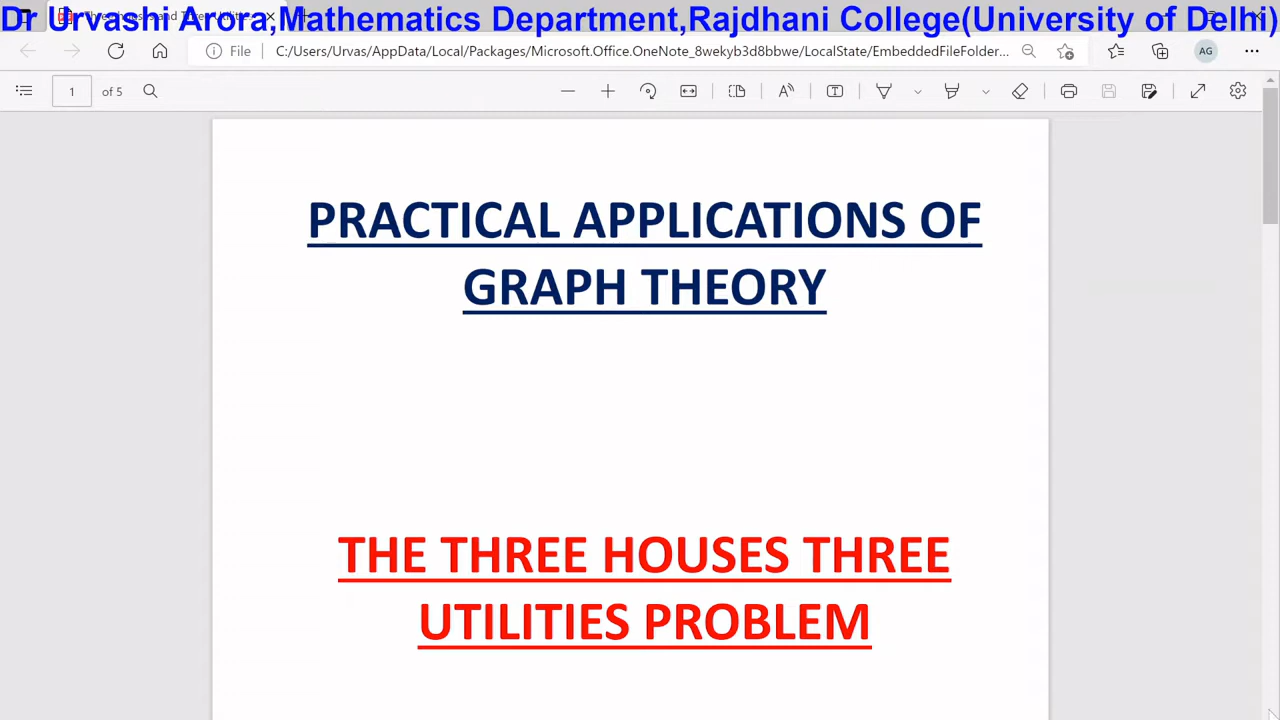 Dr Urvashi Arora,Mathematics Department,Rajdhani College(University of Delhi)
File C:/Users/Urvas/AppData/Local/Packages/Microsoft.Office.OneNote_8wekyb3d8bbwe/LocalState/EmbeddedFileFolder... AG
1 of 5
PRACTICAL APPLICATIONS OF
GRAPH THEORY
THE THREE HOUSES THREE
UTILITIES PROBLEM